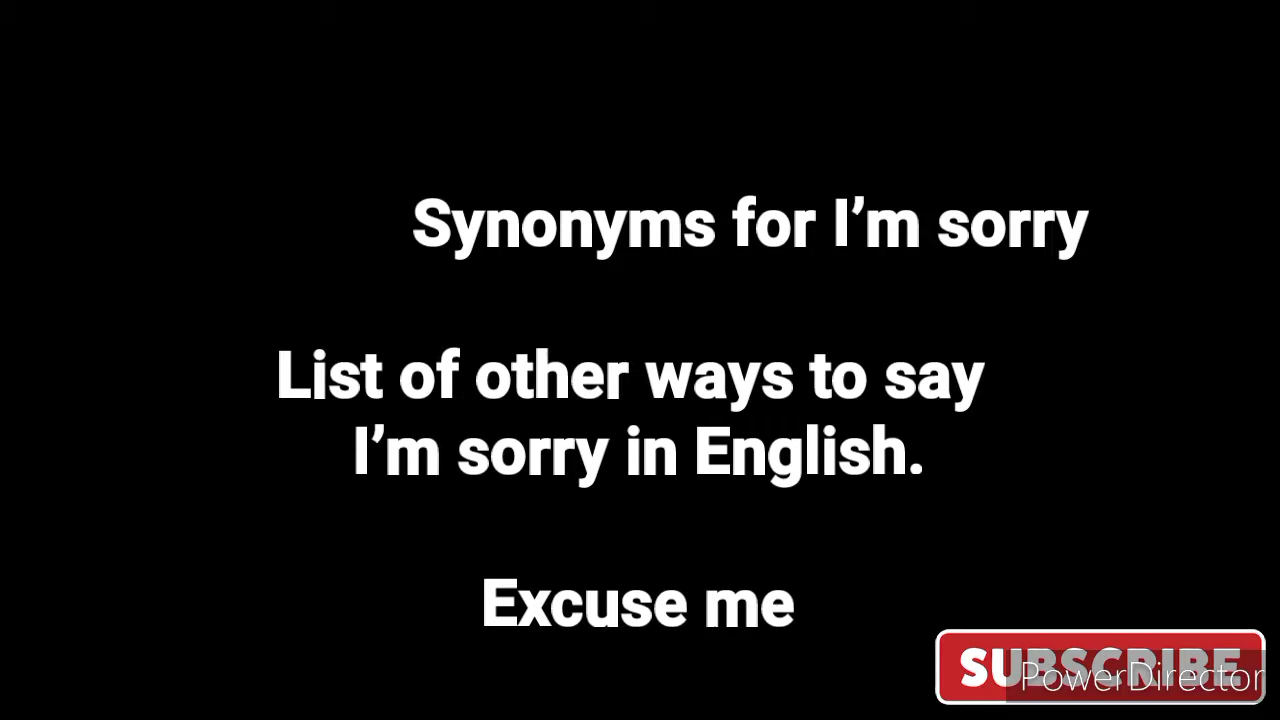 Synonyms for I’m sorry
List of other ways to say
I’m sorry in English.
Excuse me
SUBSCRIBE
PowerDirector